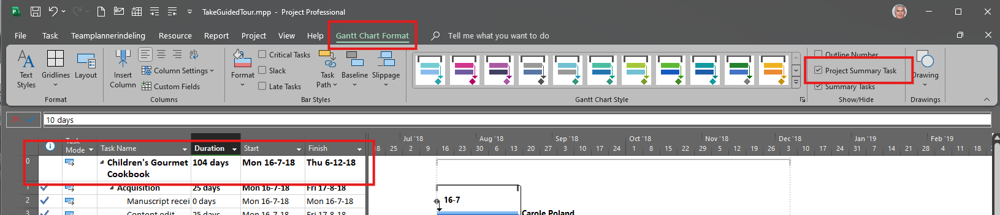 TakeGuidedTour.mpp - Project Professional
File Task Teamplannerindeling Resource Report Project View Help Gantt Chart Format Tell me what you want to do
Text Styles
Gridlines
Layout
Format
Insert Column
Column Settings
Custom Fields
Columns
Format
Critical Tasks
Slack
Late Tasks
Task Path
Baseline
Slippage
Bar Styles
Gantt Chart Style
Outline Number
Project Summary Task
Summary Tasks
Show/Hide
Drawing
Drawings
10 days
Jul '18 Aug '18 Sep '18 Oct '18 Nov '18 Dec '18 Jan '19 Feb '19
Task Mode Task Name Duration Start Finish
18 25 2 9 16 23 30 6 13 20 27 3 10 17 24 1 8 15 22 29 5 12 19 26 3 10 17 24 31 7 14 21 28 4 11 18
0 Children's Gourmet Cookbook 104 days Mon 16-7-18 Thu 6-12-18
1 Acquisition 25 days Mon 16-7-18 Fri 17-8-18
2 Manuscript recei 0 days Mon 16-7-18 Mon 16-7-18
16-7
3 Content edit 25 days Mon 16-7-18 Fri 17-8-18
Carole Poland